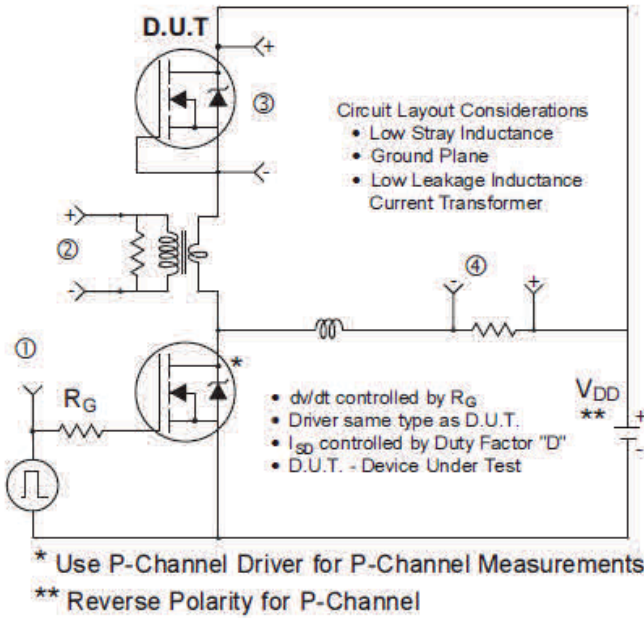 D.U.T
+
③
-
Circuit Layout Considerations
• Low Stray Inductance
• Ground Plane
• Low Leakage Inductance
Current Transformer
+
②
-
④
- +
①
*
RG
• dv/dt controlled by RG
• Driver same type as D.U.T.
• ISD controlled by Duty Factor "D"
• D.U.T. - Device Under Test
VDD
**
+
-
* Use P-Channel Driver for P-Channel Measurements
** Reverse Polarity for P-Channel